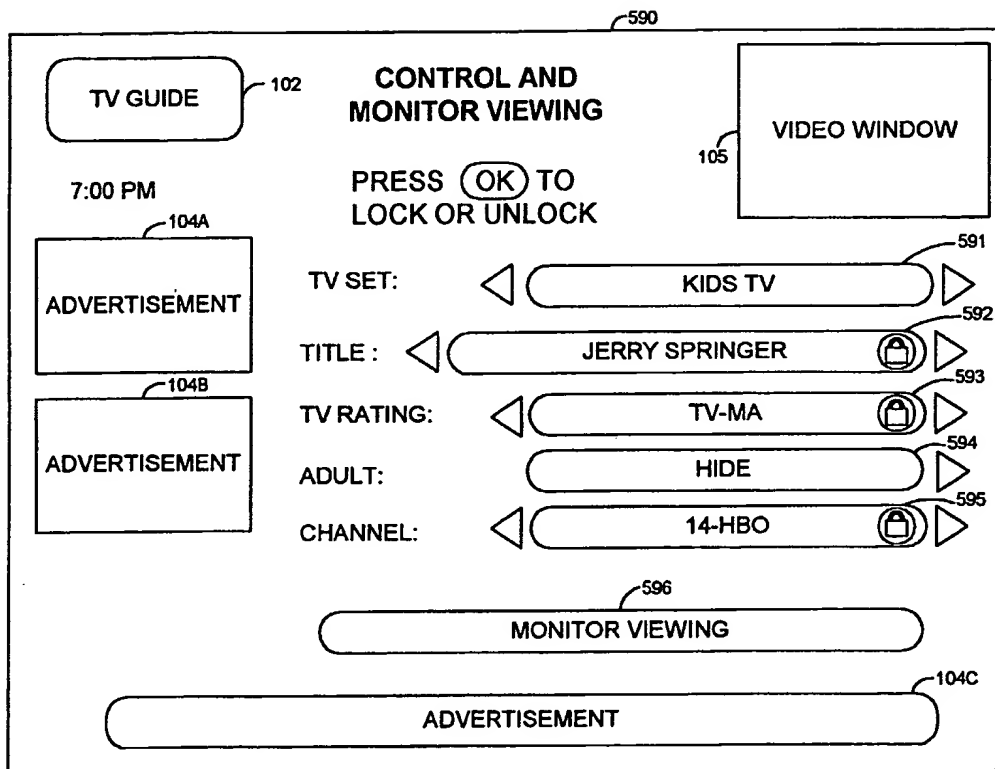 590
TV GUIDE
102
CONTROL AND
MONITOR VIEWING
105
VIDEO WINDOW
7:00 PM
PRESS OK TO
LOCK OR UNLOCK
104A
ADVERTISEMENT
104B
ADVERTISEMENT
591
TV SET:
KIDS TV
592
TITLE :
JERRY SPRINGER
593
TV RATING:
TV-MA
594
ADULT:
HIDE
595
CHANNEL:
14-HBO
596
MONITOR VIEWING
104C
ADVERTISEMENT